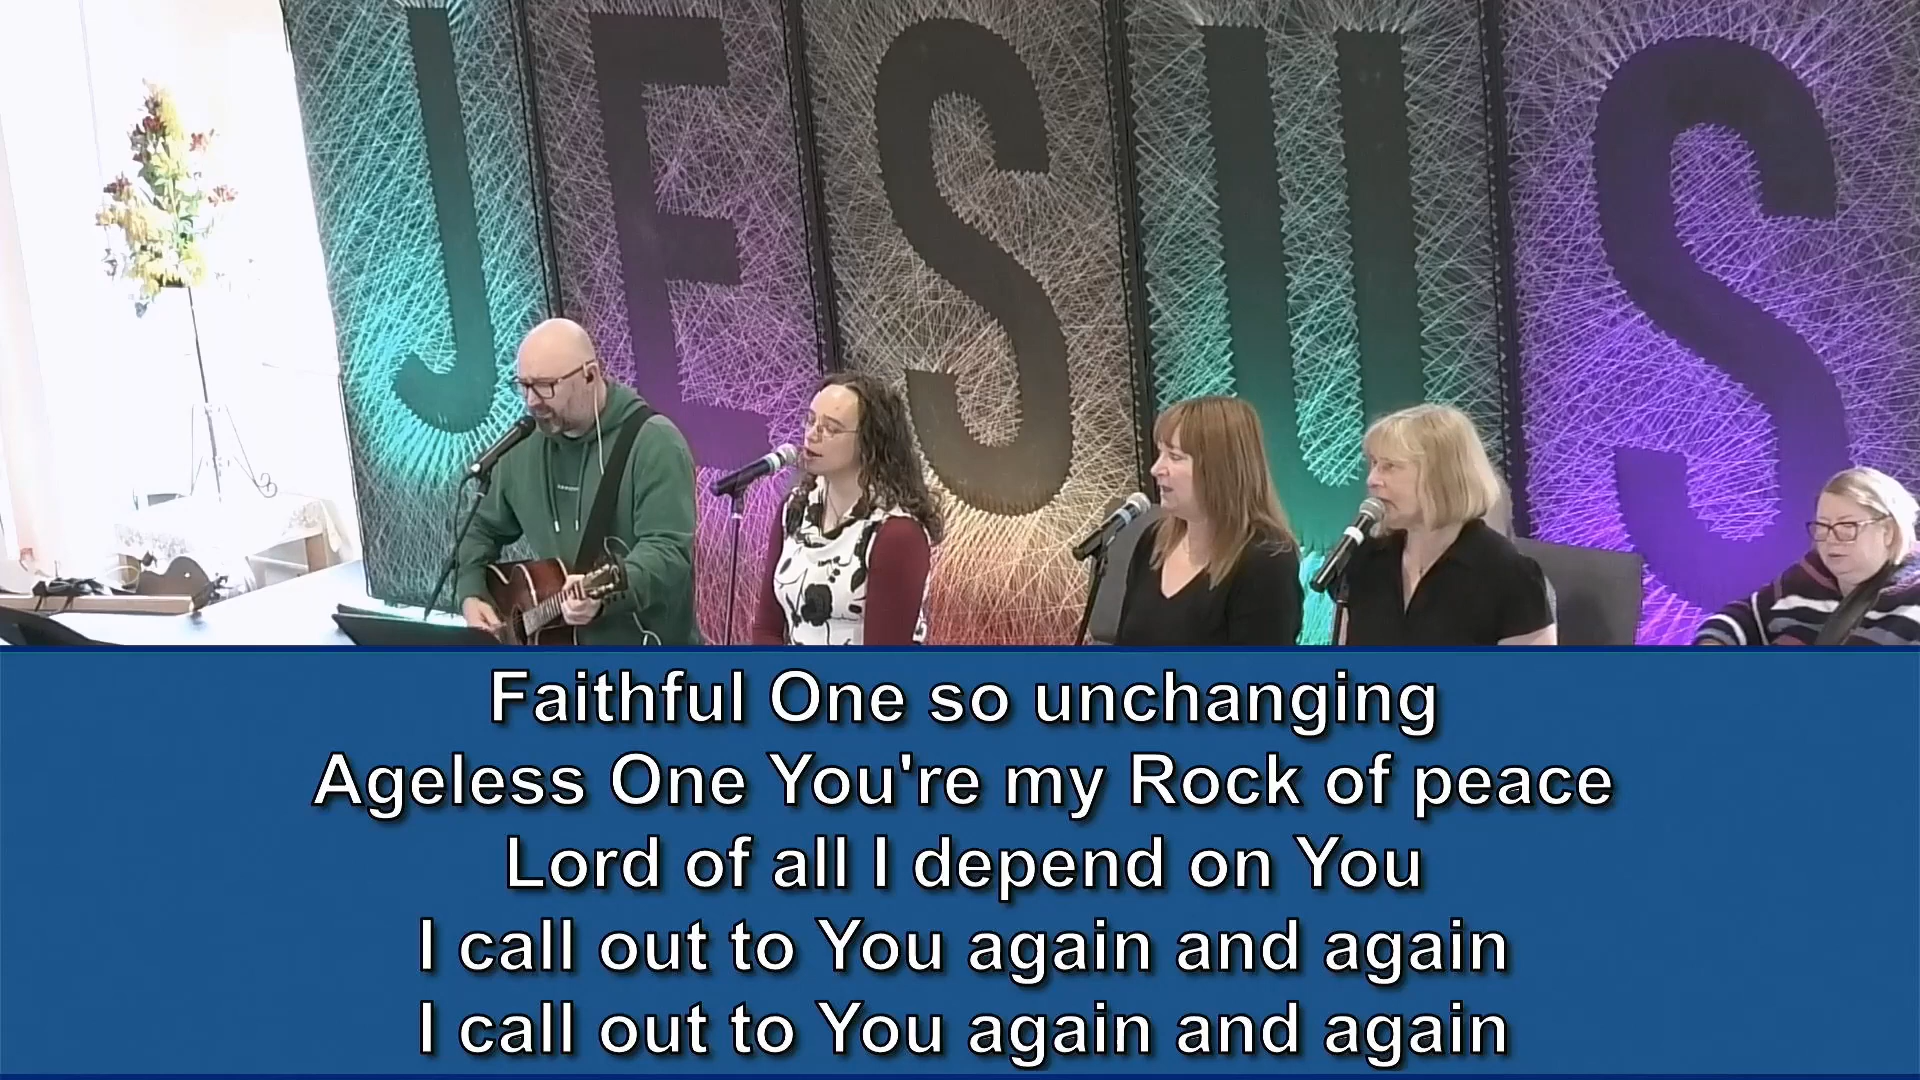 JESUS
Faithful One so unchanging
Ageless One You're my Rock of peace
Lord of all I depend on You
I call out to You again and again
I call out to You again and again